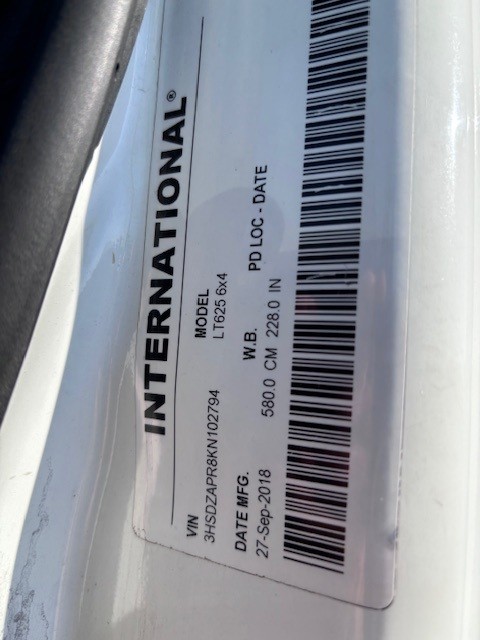 INTERNATIONAL®
VIN MODEL
3HSDZAPR8KN102794 LT625 6x4
DATE MFG. W.B. PD LOC - DATE
27-Sep-2018 580.0 CM 228.0 IN